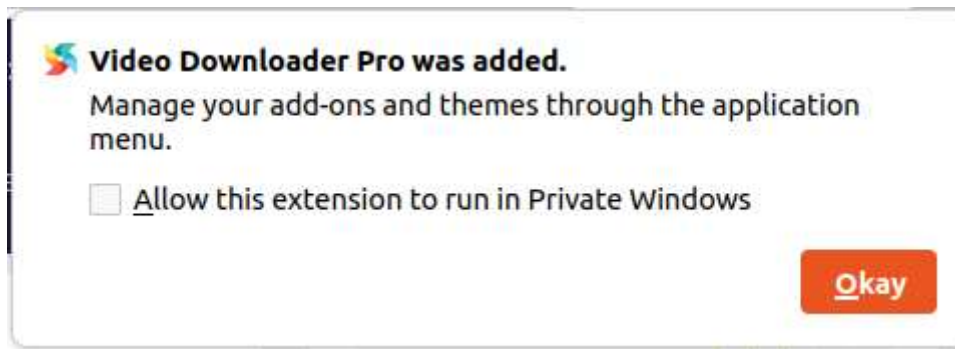 Video Downloader Pro was added.
Manage your add-ons and themes through the application
menu.
Allow this extension to run in Private Windows
Okay